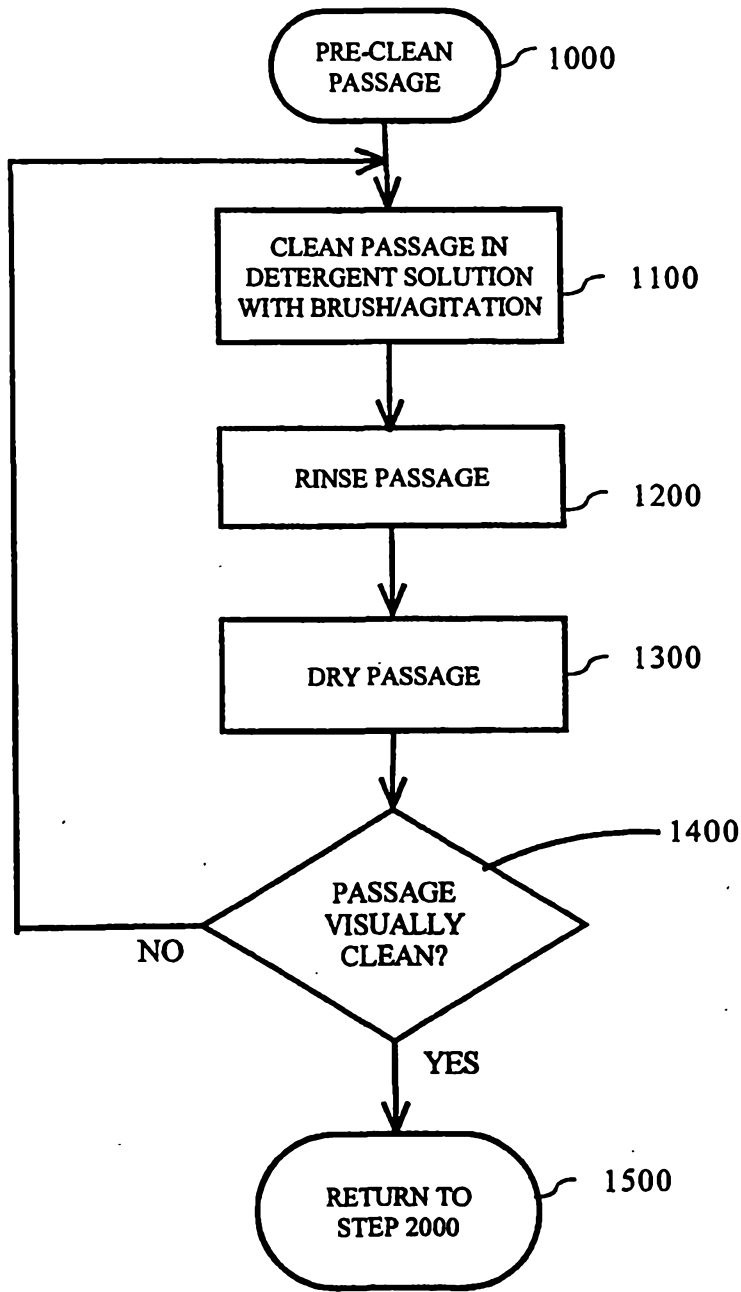 PRE-CLEAN
PASSAGE
1000
CLEAN PASSAGE IN
DETERGENT SOLUTION
WITH BRUSH/AGITATION
1100
RINSE PASSAGE
1200
DRY PASSAGE
1300
1400
PASSAGE
VISUALLY
CLEAN?
NO
YES
RETURN TO
STEP 2000
1500